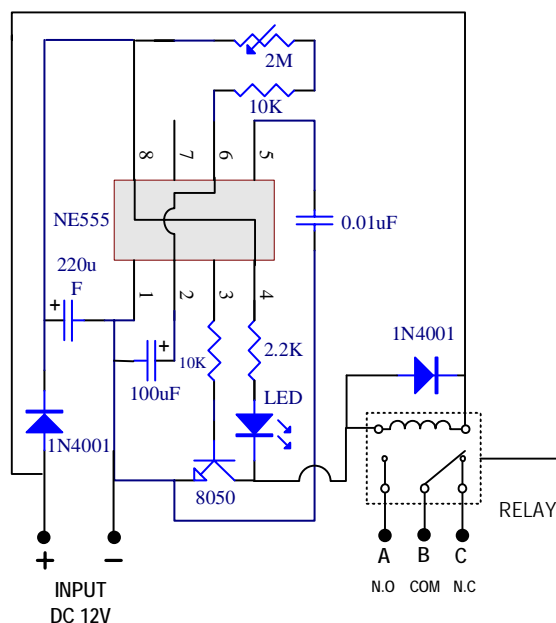 2M
10K
8 7 6 5
NE555
0.01uF
220u
F
+
1 2 3 4
+
10K
2.2K
1N4001
100uF
LED
1N4001
8050
RELAY
+ −
A B C
INPUT
DC 12V
N.O COM N.C